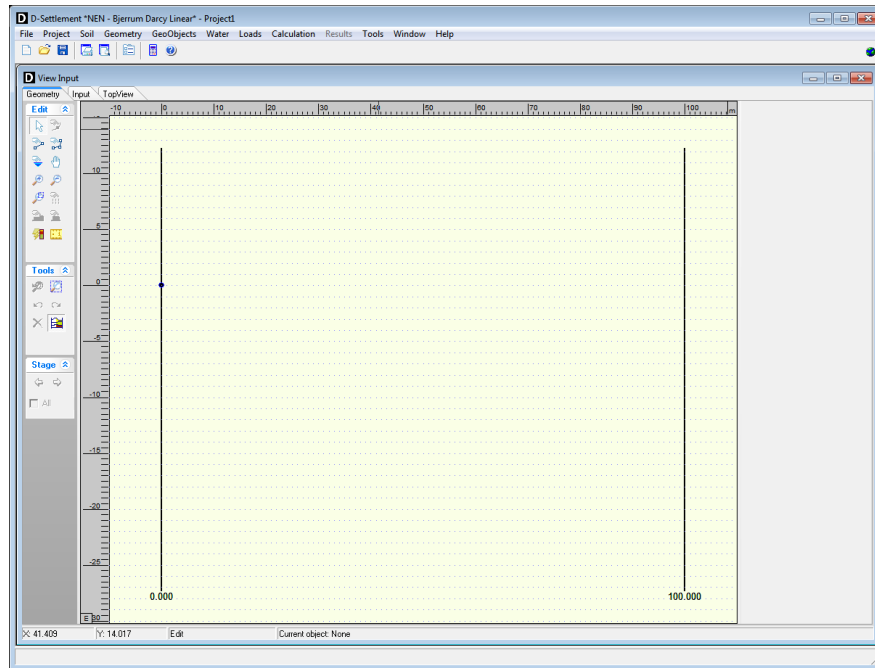 D-Settlement *NEN - Bjerrum Darcy Linear* - Project1
File Project Soil Geometry GeoObjects Water Loads Calculation Results Tools Window Help
View Input
Geometry Input TopView
Edit
-10 0 10 20 30 40 50 60 70 80 90 100 m
10
5
0
Tools
-5
Stage
-10
All
-15
-20
-25
0.000 100.000
E 30
X: 41.409 Y: 14.017 Edit Current object: None